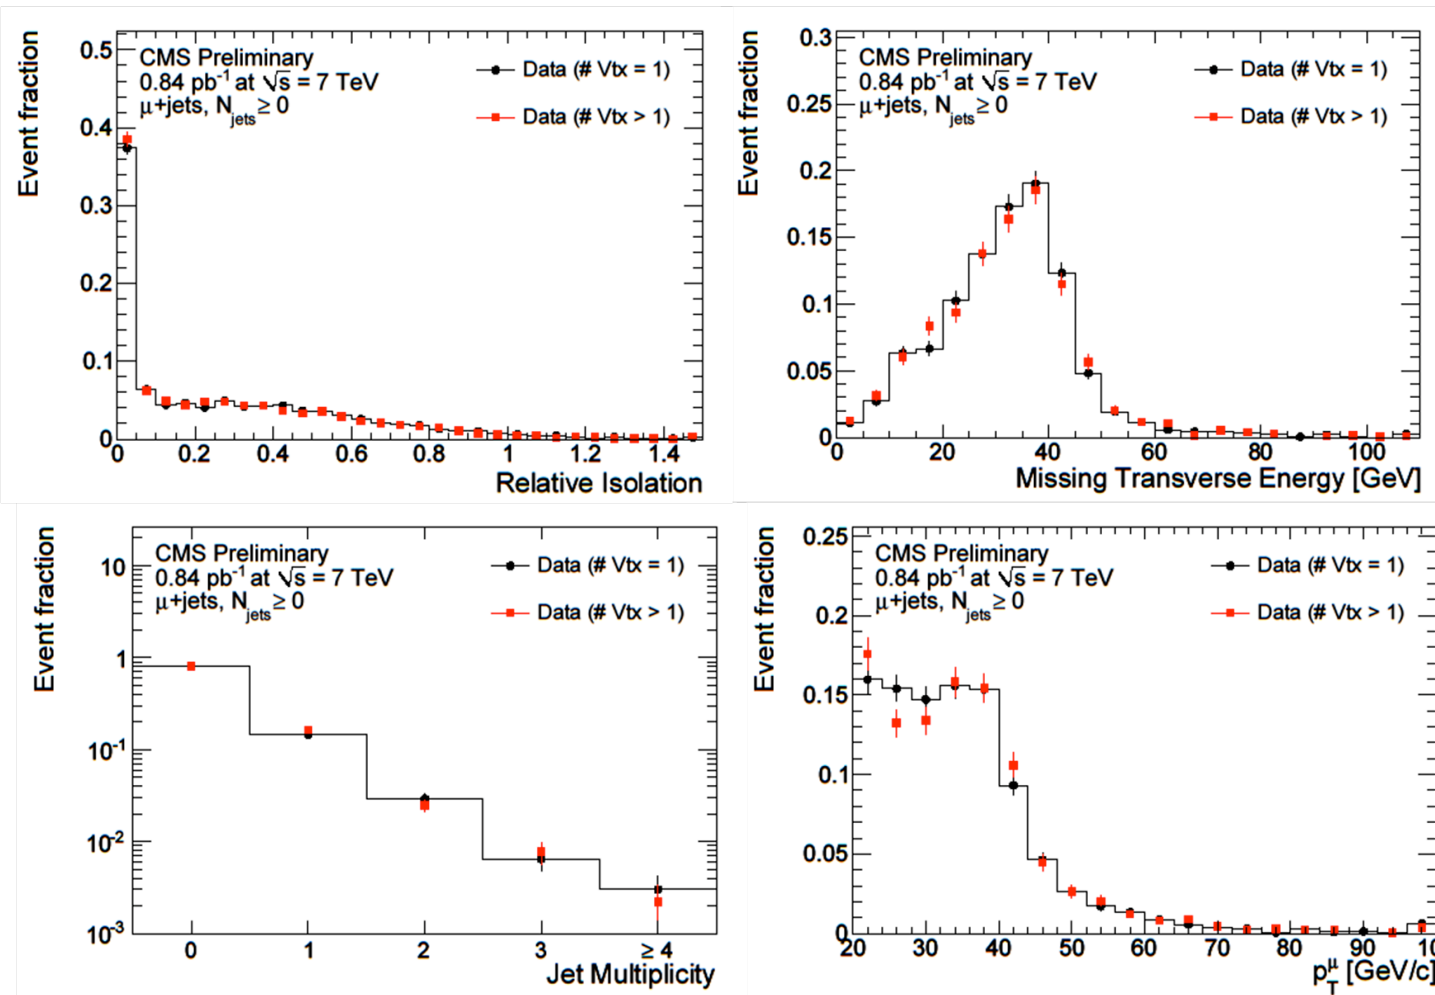 0.5
0.4
0.3
0.2
0.1
0
Event fraction
CMS Preliminary
0.84 pb-1 at √s = 7 TeV
μ+jets, Njets ≥ 0
Data (# Vtx = 1)
Data (# Vtx > 1)
0 0.2 0.4 0.6 0.8 1 1.2 1.4
Relative Isolation
0.3
0.25
0.2
0.15
0.1
0.05
0
Event fraction
CMS Preliminary
0.84 pb-1 at √s = 7 TeV
μ+jets, Njets ≥ 0
Data (# Vtx = 1)
Data (# Vtx > 1)
0 20 40 60 80 100
Missing Transverse Energy [GeV]
10
1
10-1
10-2
10-3
Event fraction
CMS Preliminary
0.84 pb-1 at √s = 7 TeV
μ+jets, Njets ≥ 0
Data (# Vtx = 1)
Data (# Vtx > 1)
0 1 2 3 ≥ 4
Jet Multiplicity
0.25
0.2
0.15
0.1
0.05
0
Event fraction
CMS Preliminary
0.84 pb-1 at √s = 7 TeV
μ+jets, Njets ≥ 0
Data (# Vtx = 1)
Data (# Vtx > 1)
20 30 40 50 60 70 80 90
pTμ [GeV/c]